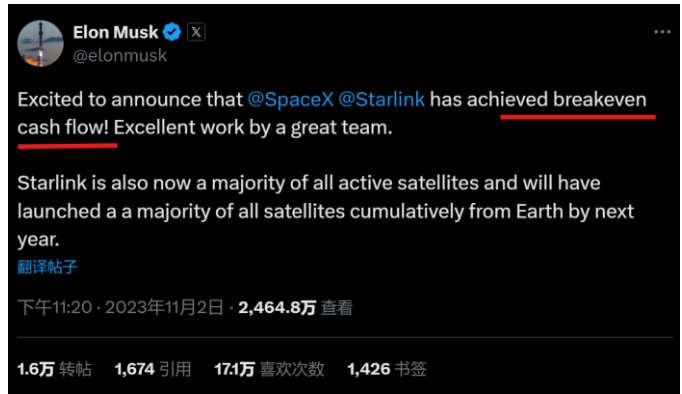 Elon Musk X
@elonmusk
Excited to announce that @SpaceX @Starlink has achieved breakeven
cash flow! Excellent work by a great team.
Starlink is also now a majority of all active satellites and will have
launched a a majority of all satellites cumulatively from Earth by next
year.
翻译帖子
下午11:20 · 2023年11月2日 · 2,464.8万 查看
1.6万 转帖 1,674 引用 17.1万 喜欢次数 1,426 书签